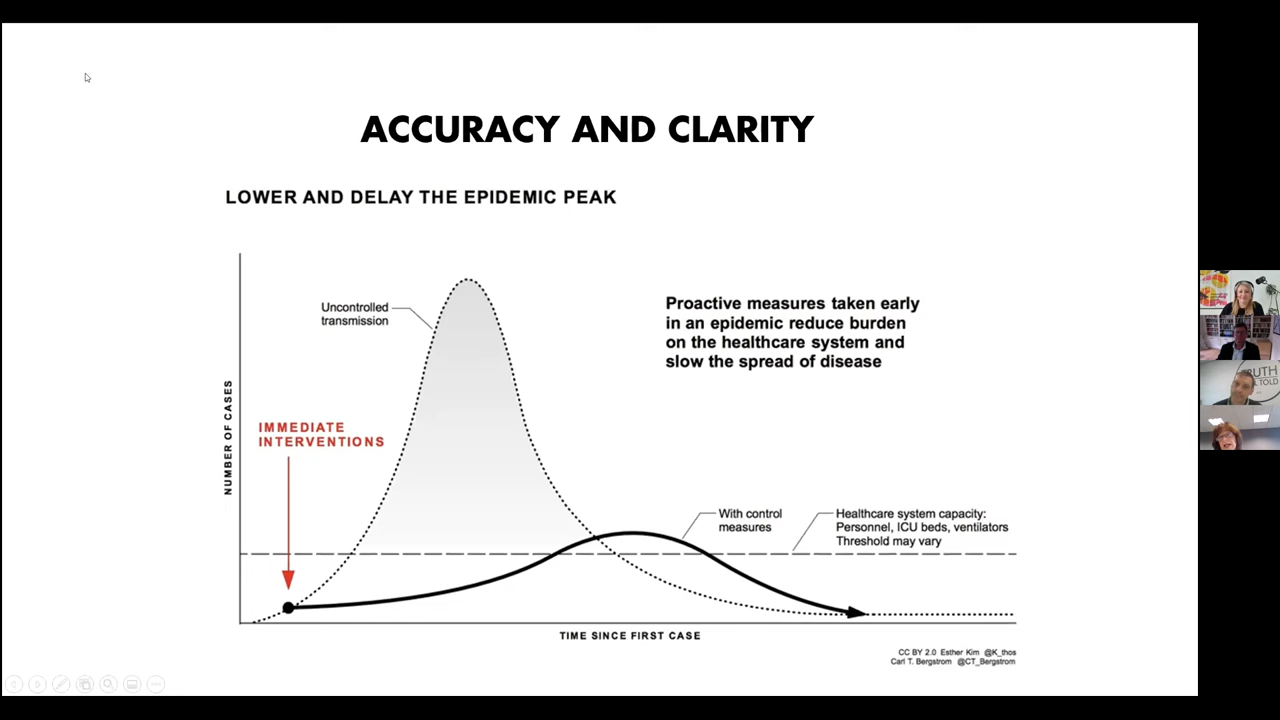 ACCURACY AND CLARITY
LOWER AND DELAY THE EPIDEMIC PEAK
Uncontrolled
transmission
Proactive measures taken early
in an epidemic reduce burden
on the healthcare system and
slow the spread of disease
NUMBER OF CASES
IMMEDIATE
INTERVENTIONS
With control
measures
Healthcare system capacity:
Personnel, ICU beds, ventilators
Threshold may vary
TIME SINCE FIRST CASE
CC BY 2.0 Esther Kim @K_thos
Carl T. Bergstrom @CT_Bergstrom
TOLD